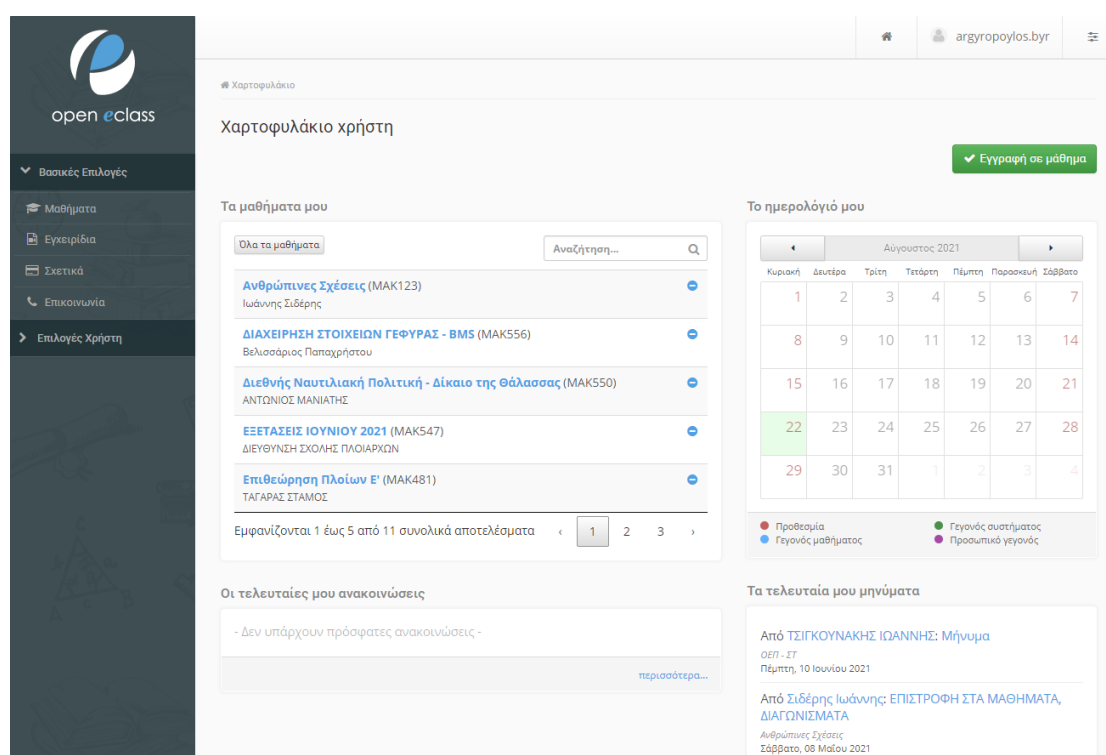 open eclass
Βασικές Επιλογές
Μαθήματα
Εγχειρίδια
Σχετικά
Επικοινωνία
Επιλογές Χρήστη
argyropoylos.byr
Χαρτοφυλάκιο
Χαρτοφυλάκιο χρήστη
Εγγραφή σε μάθημα
Τα μαθήματα μου
Όλα τα μαθήματα
Αναζήτηση...
Ανθρώπινες Σχέσεις (MAK123)
Ιωάννης Σιδέρης
ΔΙΑΧΕΙΡΗΣΗ ΣΤΟΙΧΕΙΩΝ ΓΕΦΥΡΑΣ - BMS (MAK556)
Βελισσάριος Παπαχρήστου
Διεθνής Ναυτιλιακή Πολιτική - Δίκαιο της Θάλασσας (MAK550)
ΑΝΤΩΝΙΟΣ ΜΑΝΙΑΤΗΣ
ΕΞΕΤΑΣΕΙΣ ΙΟΥΝΙΟΥ 2021 (MAK547)
ΔΙΕΥΘΥΝΣΗ ΣΧΟΛΗΣ ΠΛΟΙΑΡΧΩΝ
Επιθεώρηση Πλοίων Ε' (MAK481)
ΤΑΓΑΡΑΣ ΣΤΑΜΟΣ
Εμφανίζονται 1 έως 5 από 11 συνολικά αποτελέσματα ‹ 1 2 3 ›
Οι τελευταίες μου ανακοινώσεις
- Δεν υπάρχουν πρόσφατες ανακοινώσεις -
περισσότερα...
Το ημερολόγιό μου
Αύγουστος 2021
Κυριακή Δευτέρα Τρίτη Τετάρτη Πέμπτη Παρασκευή Σάββατο
1 2 3 4 5 6 7
8 9 10 11 12 13 14
15 16 17 18 19 20 21
22 23 24 25 26 27 28
29 30 31 1 2 3 4
Προθεσμία Γεγονός συστήματος
Γεγονός μαθήματος Προσωπικό γεγονός
Τα τελευταία μου μηνύματα
Από ΤΣΙΓΚΟΥΝΑΚΗΣ ΙΩΑΝΝΗΣ: Μήνυμα
ΟΕΠ - ΣΤ
Πέμπτη, 10 Ιουνίου 2021
Από Σιδέρης Ιωάννης: ΕΠΙΣΤΡΟΦΗ ΣΤΑ ΜΑΘΗΜΑΤΑ,
ΔΙΑΓΩΝΙΣΜΑΤΑ
Ανθρώπινες Σχέσεις
Σάββατο, 08 Μαΐου 2021